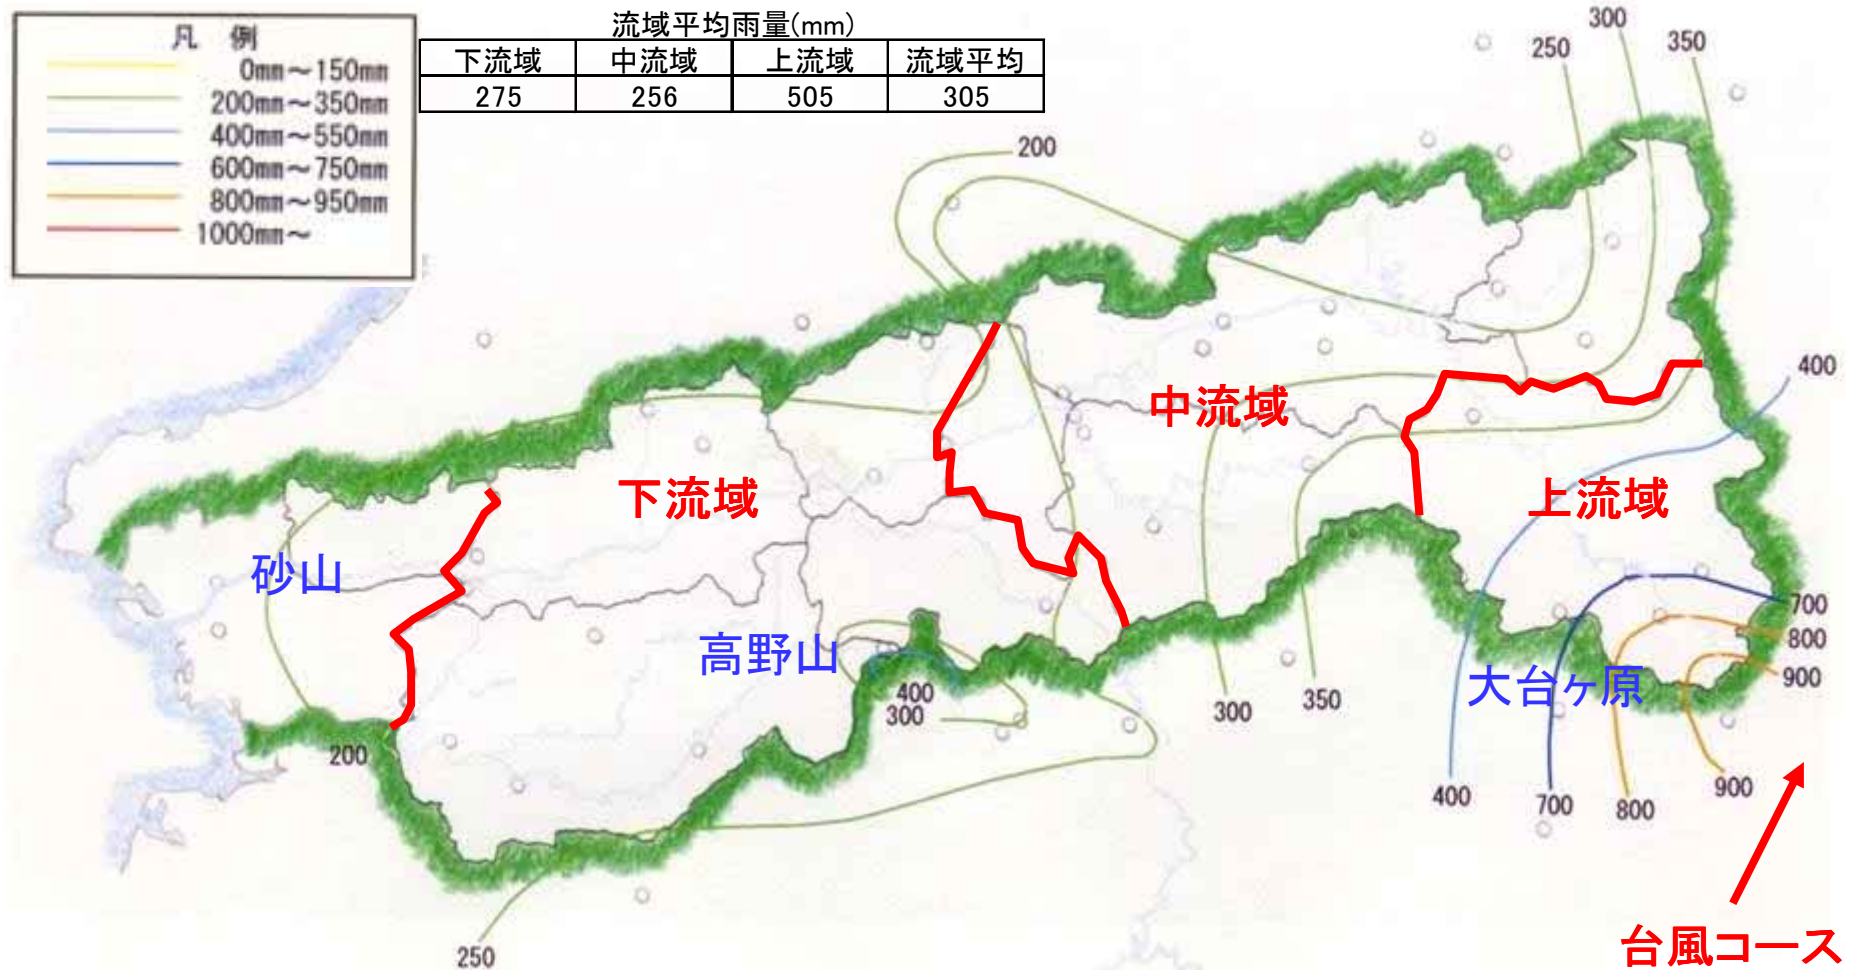 凡 例
0mm～150mm
200mm～350mm
400mm～550mm
600mm～750mm
800mm～950mm
1000mm～
流域平均雨量(mm)
下流域 中流域 上流域 流域平均
275 256 505 305
300
250
350
200
400
中流域
下流域
上流域
砂山
高野山
大台ヶ原
700
800
900
400
300
300
350
200
400
700
800
900
250
台風コース